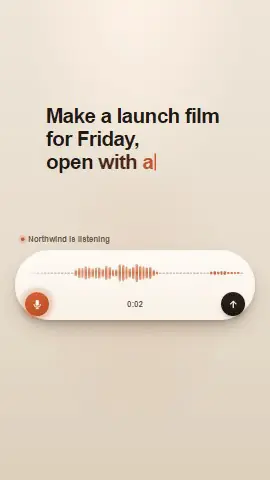 Make a launch film
for Friday,
open with a
Northwind is listening
0:02